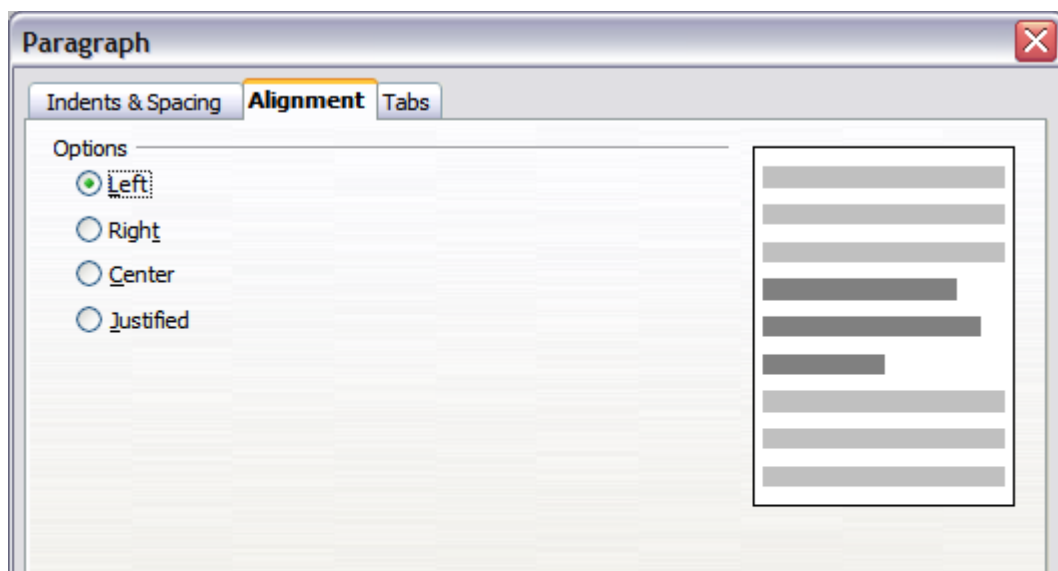 Paragraph
Indents & Spacing Alignment Tabs
Options
Left
Right
Center
Justified